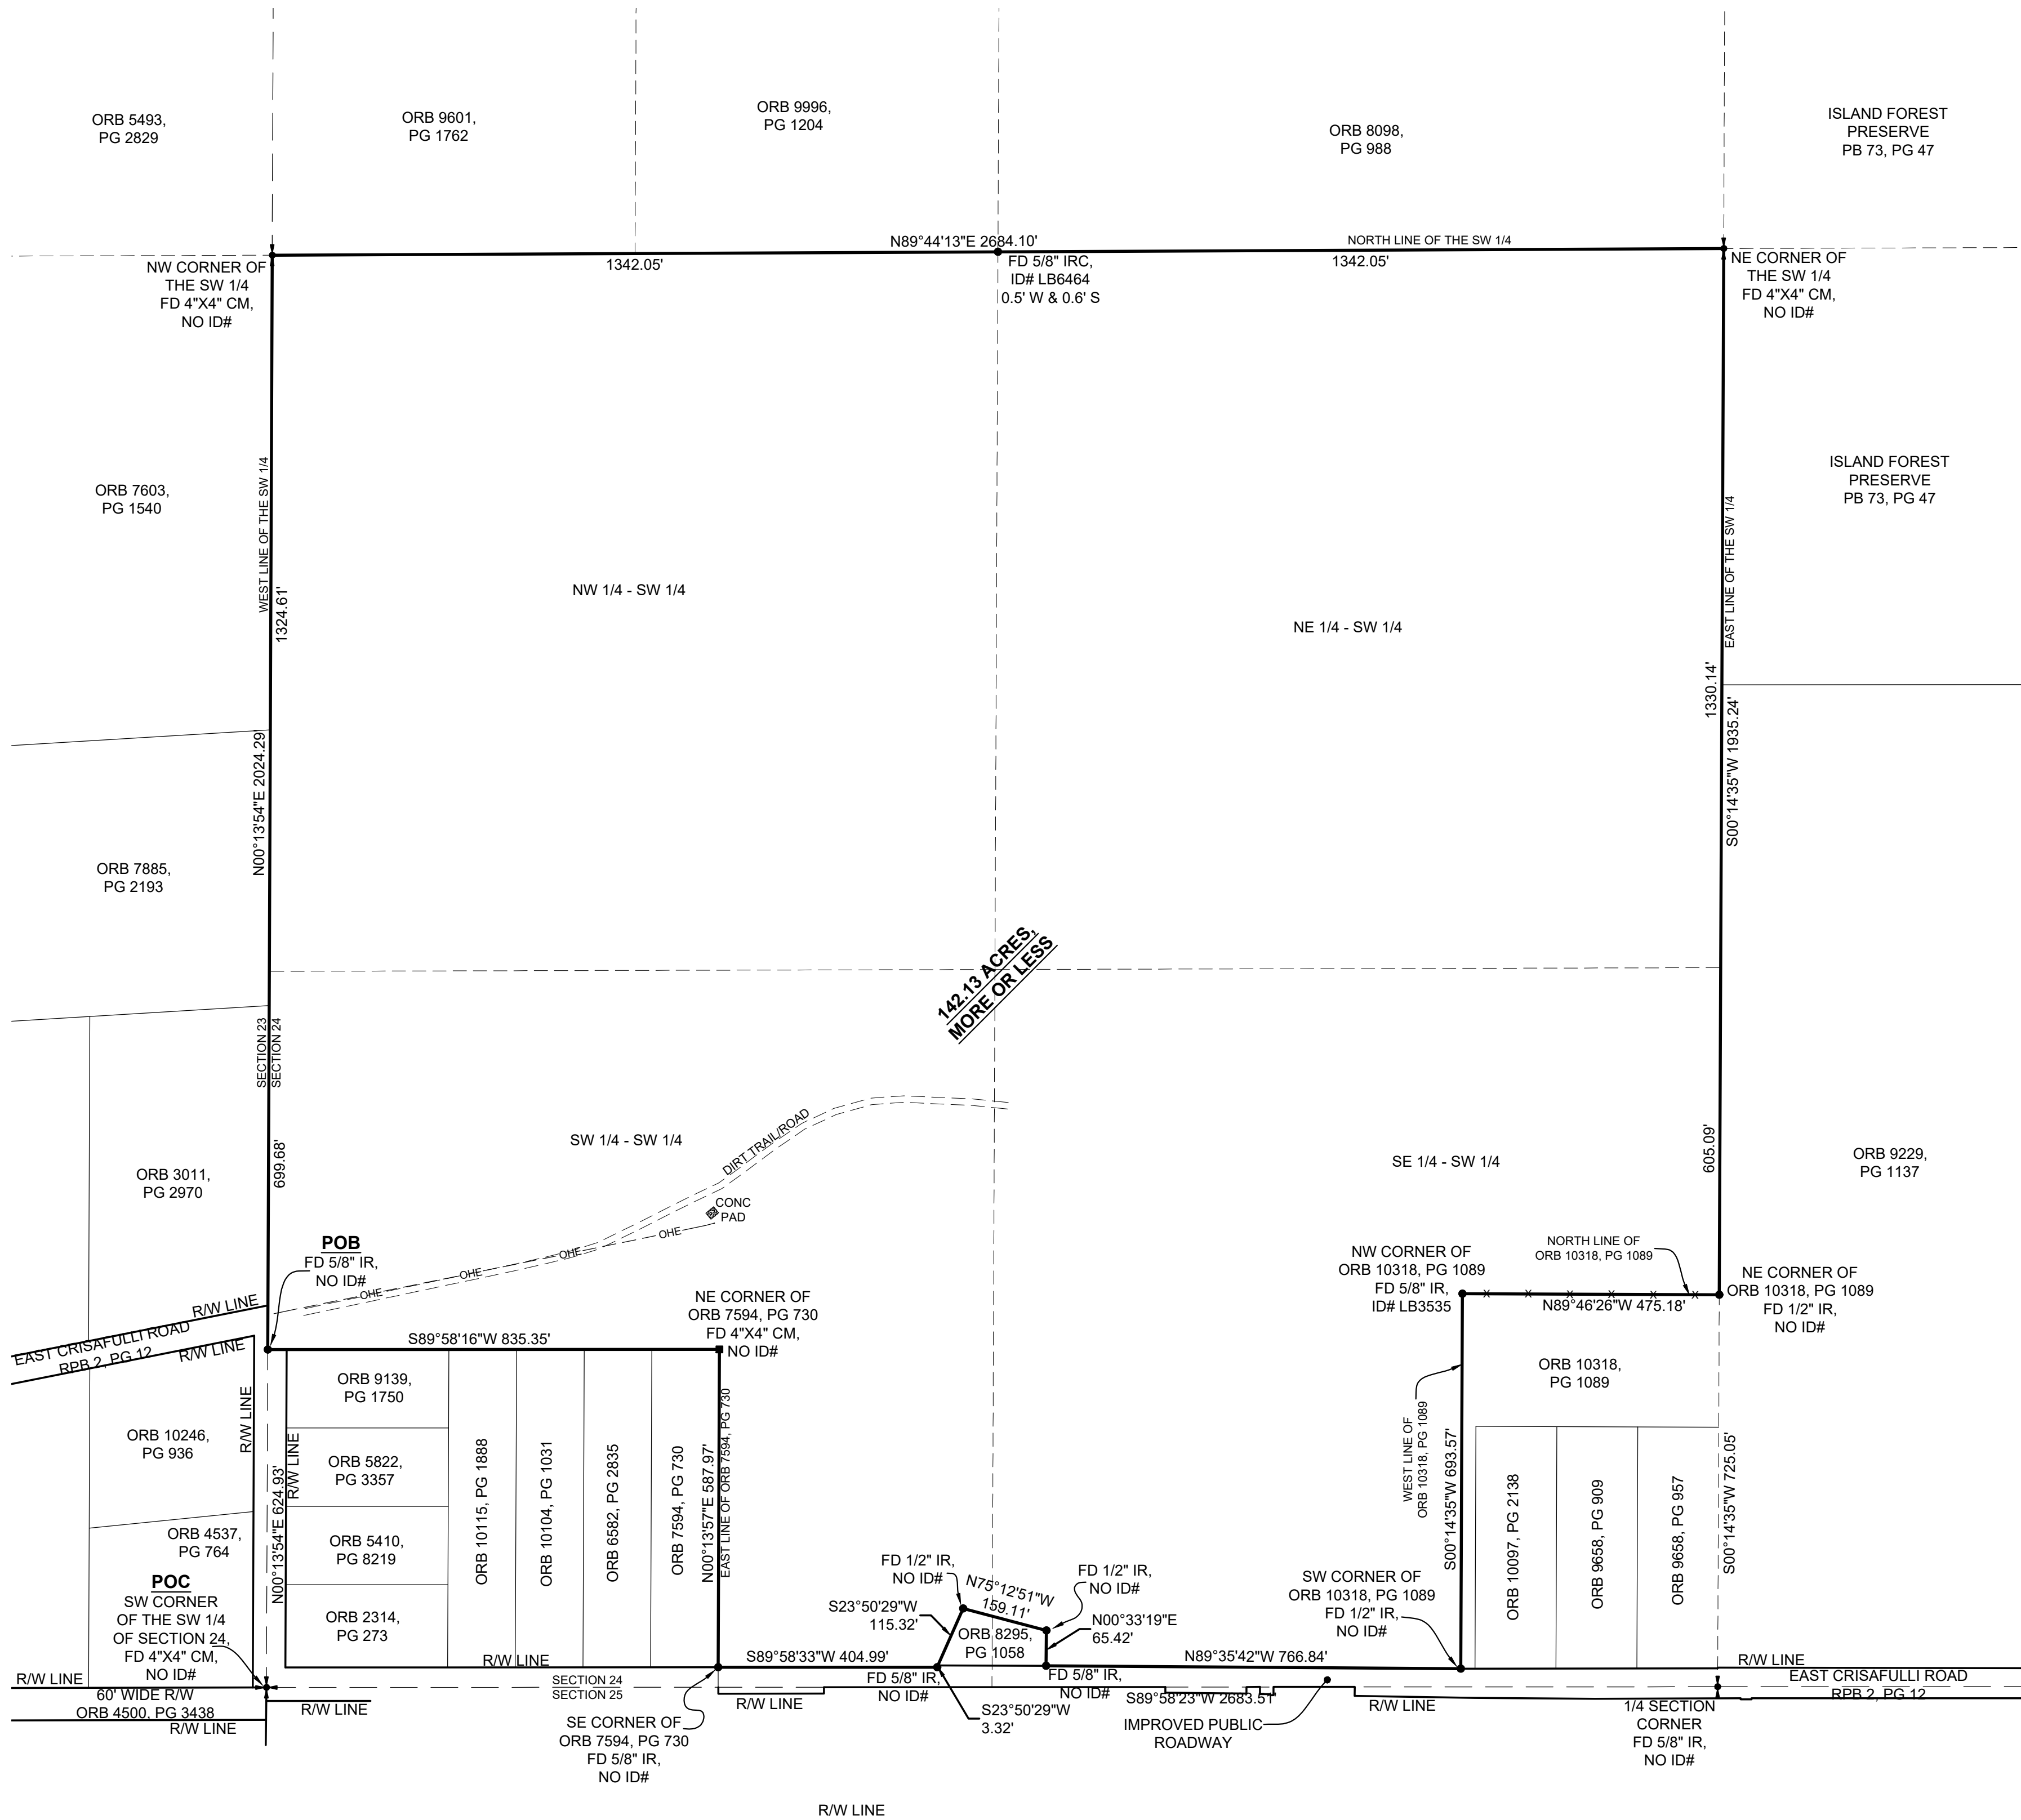 ORB 5493,
PG 2829
ORB 9601,
PG 1762
ORB 9996,
PG 1204
ORB 8098,
PG 988
ISLAND FOREST
PRESERVE
PB 73, PG 47
N89°44'13"E 2684.10'
NORTH LINE OF THE SW 1/4
1342.05'
1342.05'
NW CORNER OF
THE SW 1/4
FD 4"X4" CM,
NO ID#
FD 5/8" IRC,
ID# LB6464
0.5' W & 0.6' S
NE CORNER OF
THE SW 1/4
FD 4"X4" CM,
NO ID#
ORB 7603,
PG 1540
WEST LINE OF THE SW 1/4
1324.61'
NW 1/4 - SW 1/4
NE 1/4 - SW 1/4
EAST LINE OF THE SW 1/4
1330.14'
S00°14'35"W 1935.24'
ISLAND FOREST
PRESERVE
PB 73, PG 47
N00°13'54"E 2024.29'
ORB 7885,
PG 2193
142.13 ACRES,
MORE OR LESS
SECTION 23
SECTION 24
699.68'
SW 1/4 - SW 1/4
DIRT TRAIL/ROAD
CONC
PAD
OHE
OHE
OHE
OHE
SE 1/4 - SW 1/4
605.09'
ORB 9229,
PG 1137
ORB 3011,
PG 2970
POB
FD 5/8" IR,
NO ID#
R/W LINE
EAST CRISAFULLI ROAD
RPB 2, PG 12
R/W LINE
NE CORNER OF
ORB 7594, PG 730
FD 4"X4" CM,
NO ID#
S89°58'16"W 835.35'
NW CORNER OF
ORB 10318, PG 1089
FD 5/8" IR,
ID# LB3535
NORTH LINE OF
ORB 10318, PG 1089
X X X X X X
N89°46'26"W 475.18'
NE CORNER OF
ORB 10318, PG 1089
FD 1/2" IR,
NO ID#
ORB 10318,
PG 1089
WEST LINE OF
ORB 10318, PG 1089
S00°14'35"W 693.57'
ORB 10097, PG 2138
ORB 9658, PG 909
ORB 9658, PG 957
S00°14'35"W 725.05'
ORB 10246,
PG 936
R/W LINE
R/W LINE
N00°13'54"E 624.93'
ORB 9139,
PG 1750
ORB 5822,
PG 3357
ORB 5410,
PG 8219
ORB 2314,
PG 273
ORB 10115, PG 1888
ORB 10104, PG 1031
ORB 6582, PG 2835
ORB 7594, PG 730
N00°13'57"E 587.97'
EAST LINE OF ORB 7594, PG 730
ORB 4537,
PG 764
POC
SW CORNER
OF THE SW 1/4
OF SECTION 24,
FD 4"X4" CM,
NO ID#
FD 1/2" IR,
NO ID#
N75°12'51"W
159.11'
FD 1/2" IR,
NO ID#
S23°50'29"W
115.32'
ORB 8295,
PG 1058
N00°33'19"E
65.42'
SW CORNER OF
ORB 10318, PG 1089
FD 1/2" IR,
NO ID#
S89°58'33"W 404.99'
N89°35'42"W 766.84'
R/W LINE
R/W LINE
R/W LINE
SECTION 24
SECTION 25
FD 5/8" IR,
NO ID#
FD 5/8" IR,
NO ID#
EAST CRISAFULLI ROAD
RPB 2, PG 12
60' WIDE R/W
ORB 4500, PG 3438
R/W LINE
R/W LINE
R/W LINE
S89°58'23"W 2683.51'
R/W LINE
S23°50'29"W
3.32'
SE CORNER OF
ORB 7594, PG 730
FD 5/8" IR,
NO ID#
IMPROVED PUBLIC
ROADWAY
1/4 SECTION
CORNER
FD 5/8" IR,
NO ID#
R/W LINE